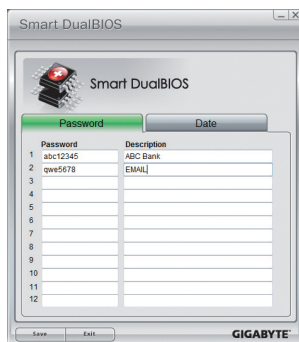 Smart DualBIOS
Smart DualBIOS
Password Date
Password Description
1 abc12345 ABC Bank
2 qwe5678 EMAIL
3
4
5
6
7
8
9
10
11
12
Save Exit GIGABYTE™